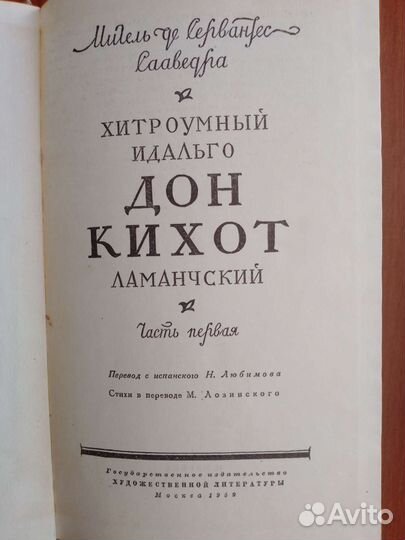 Мигель де Сервантес
Сааведра
ХИТРОУМНЫЙ
ИДАЛЬГО
ДОН
КИХОТ
ЛАМАНЧСКИЙ
Часть первая
Перевод с испанского Н. Любимова
Стихи в переводе М. Лозинского
Государственное издательство
ХУДОЖЕСТВЕННОЙ ЛИТЕРАТУРЫ
Москва 1959
Avito